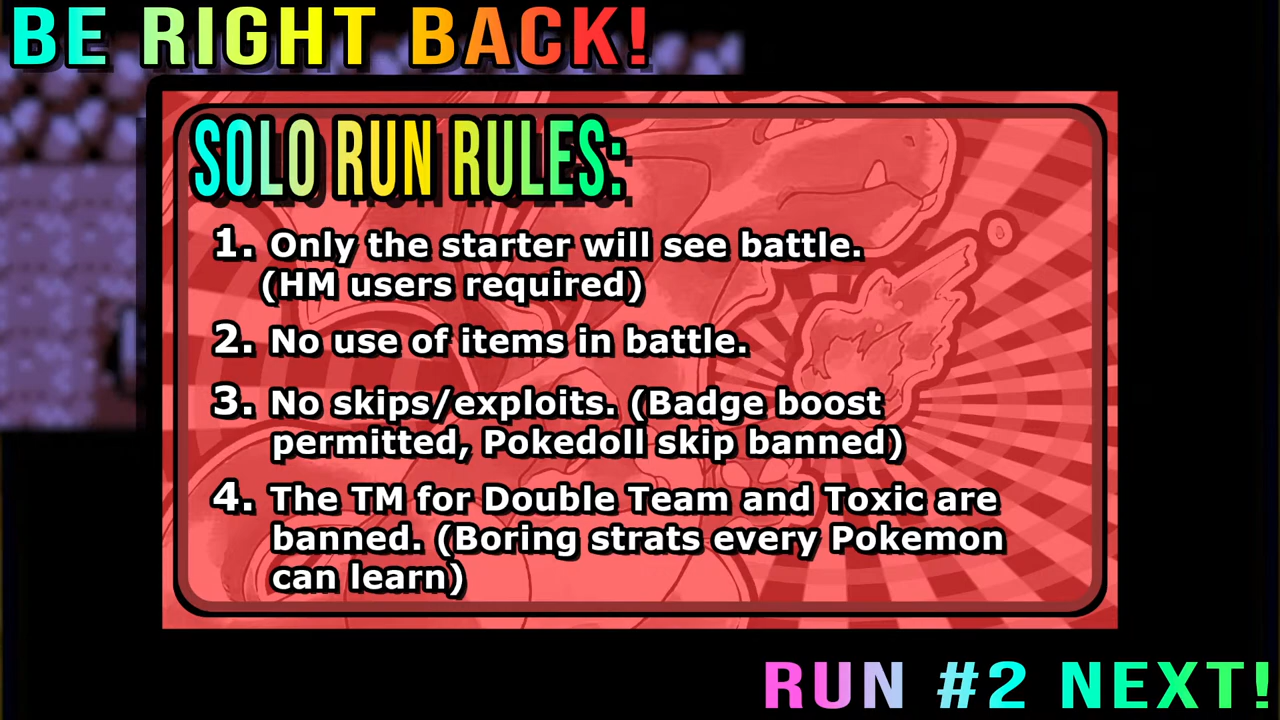 BE RIGHT BACK!
SOLO RUN RULES:
1. Only the starter will see battle.
(HM users required)
2. No use of items in battle.
3. No skips/exploits. (Badge boost
permitted, Pokedoll skip banned)
4. The TM for Double Team and Toxic are
banned. (Boring strats every Pokemon
can learn)
RUN #2 NEXT!